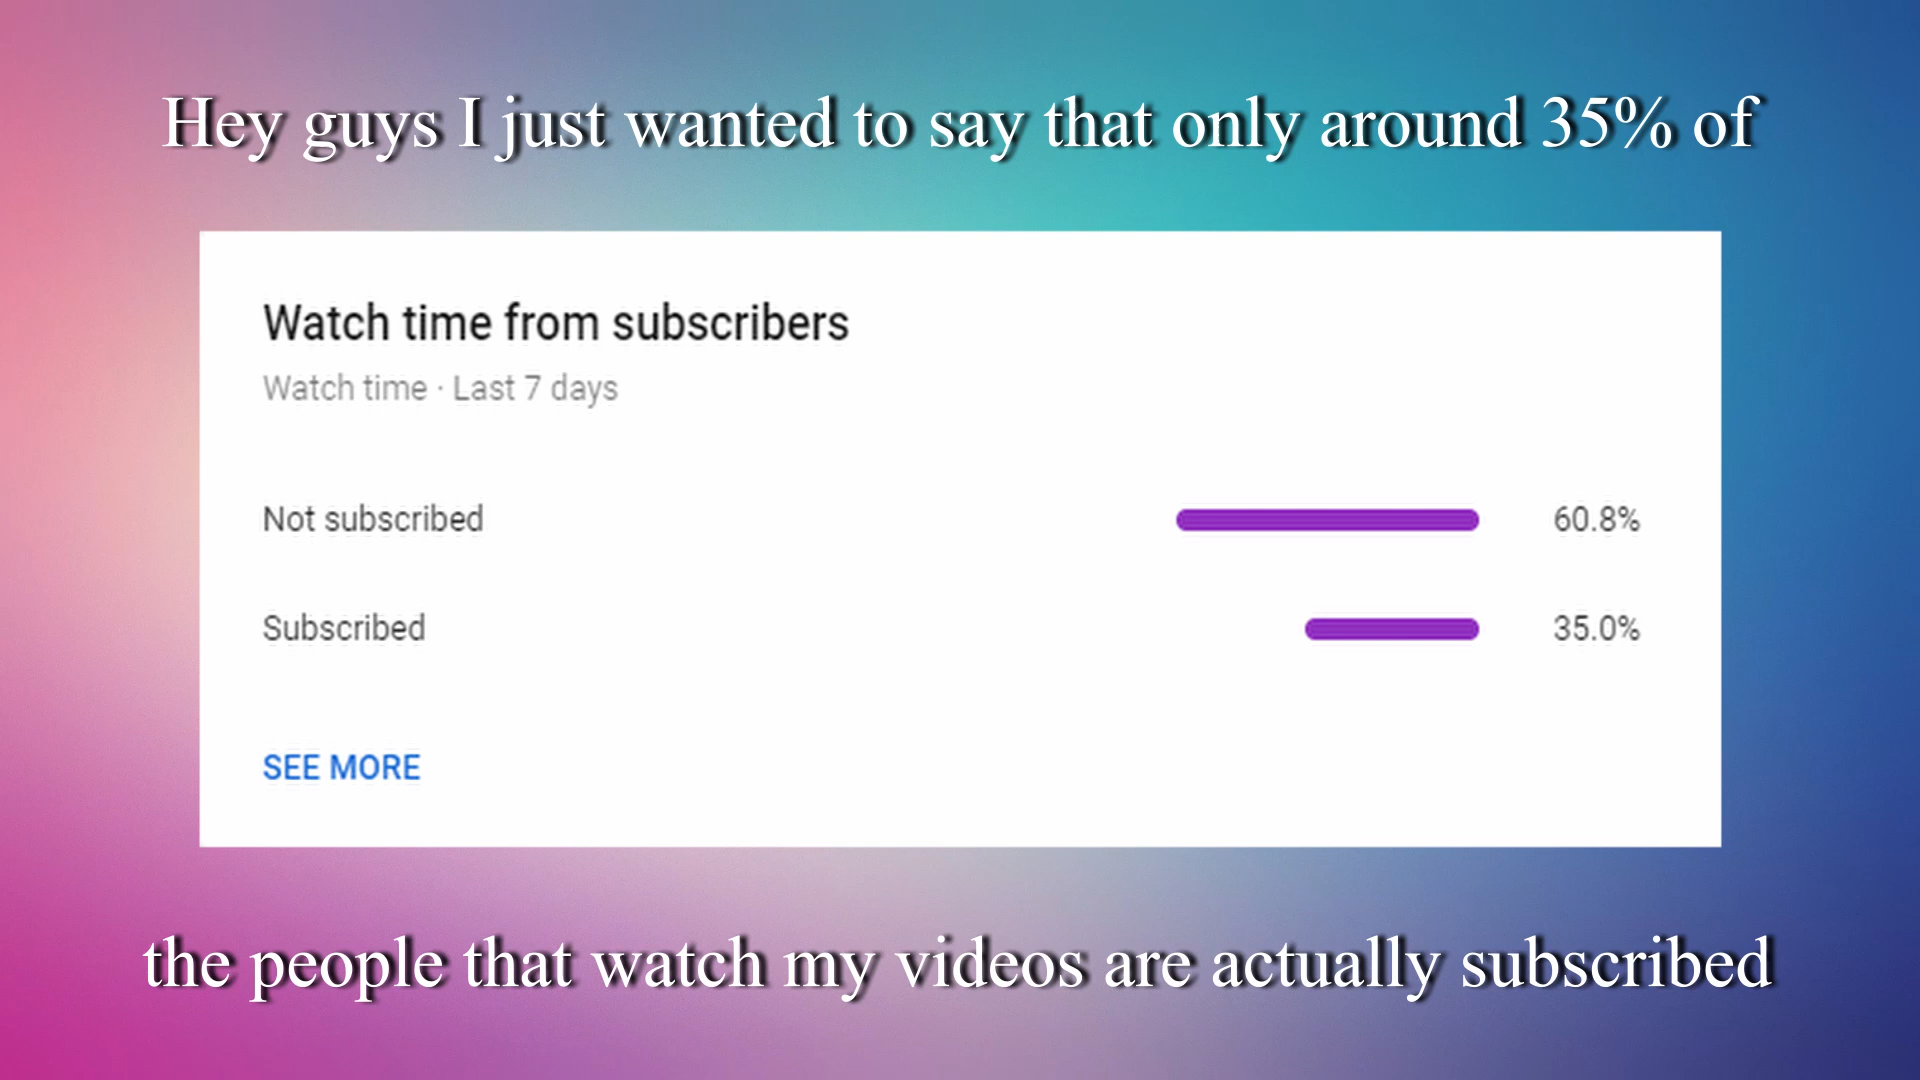 Hey guys I just wanted to say that only around 35% of
Watch time from subscribers
Watch time · Last 7 days
Not subscribed 60.8%
Subscribed 35.0%
SEE MORE
the people that watch my videos are actually subscribed